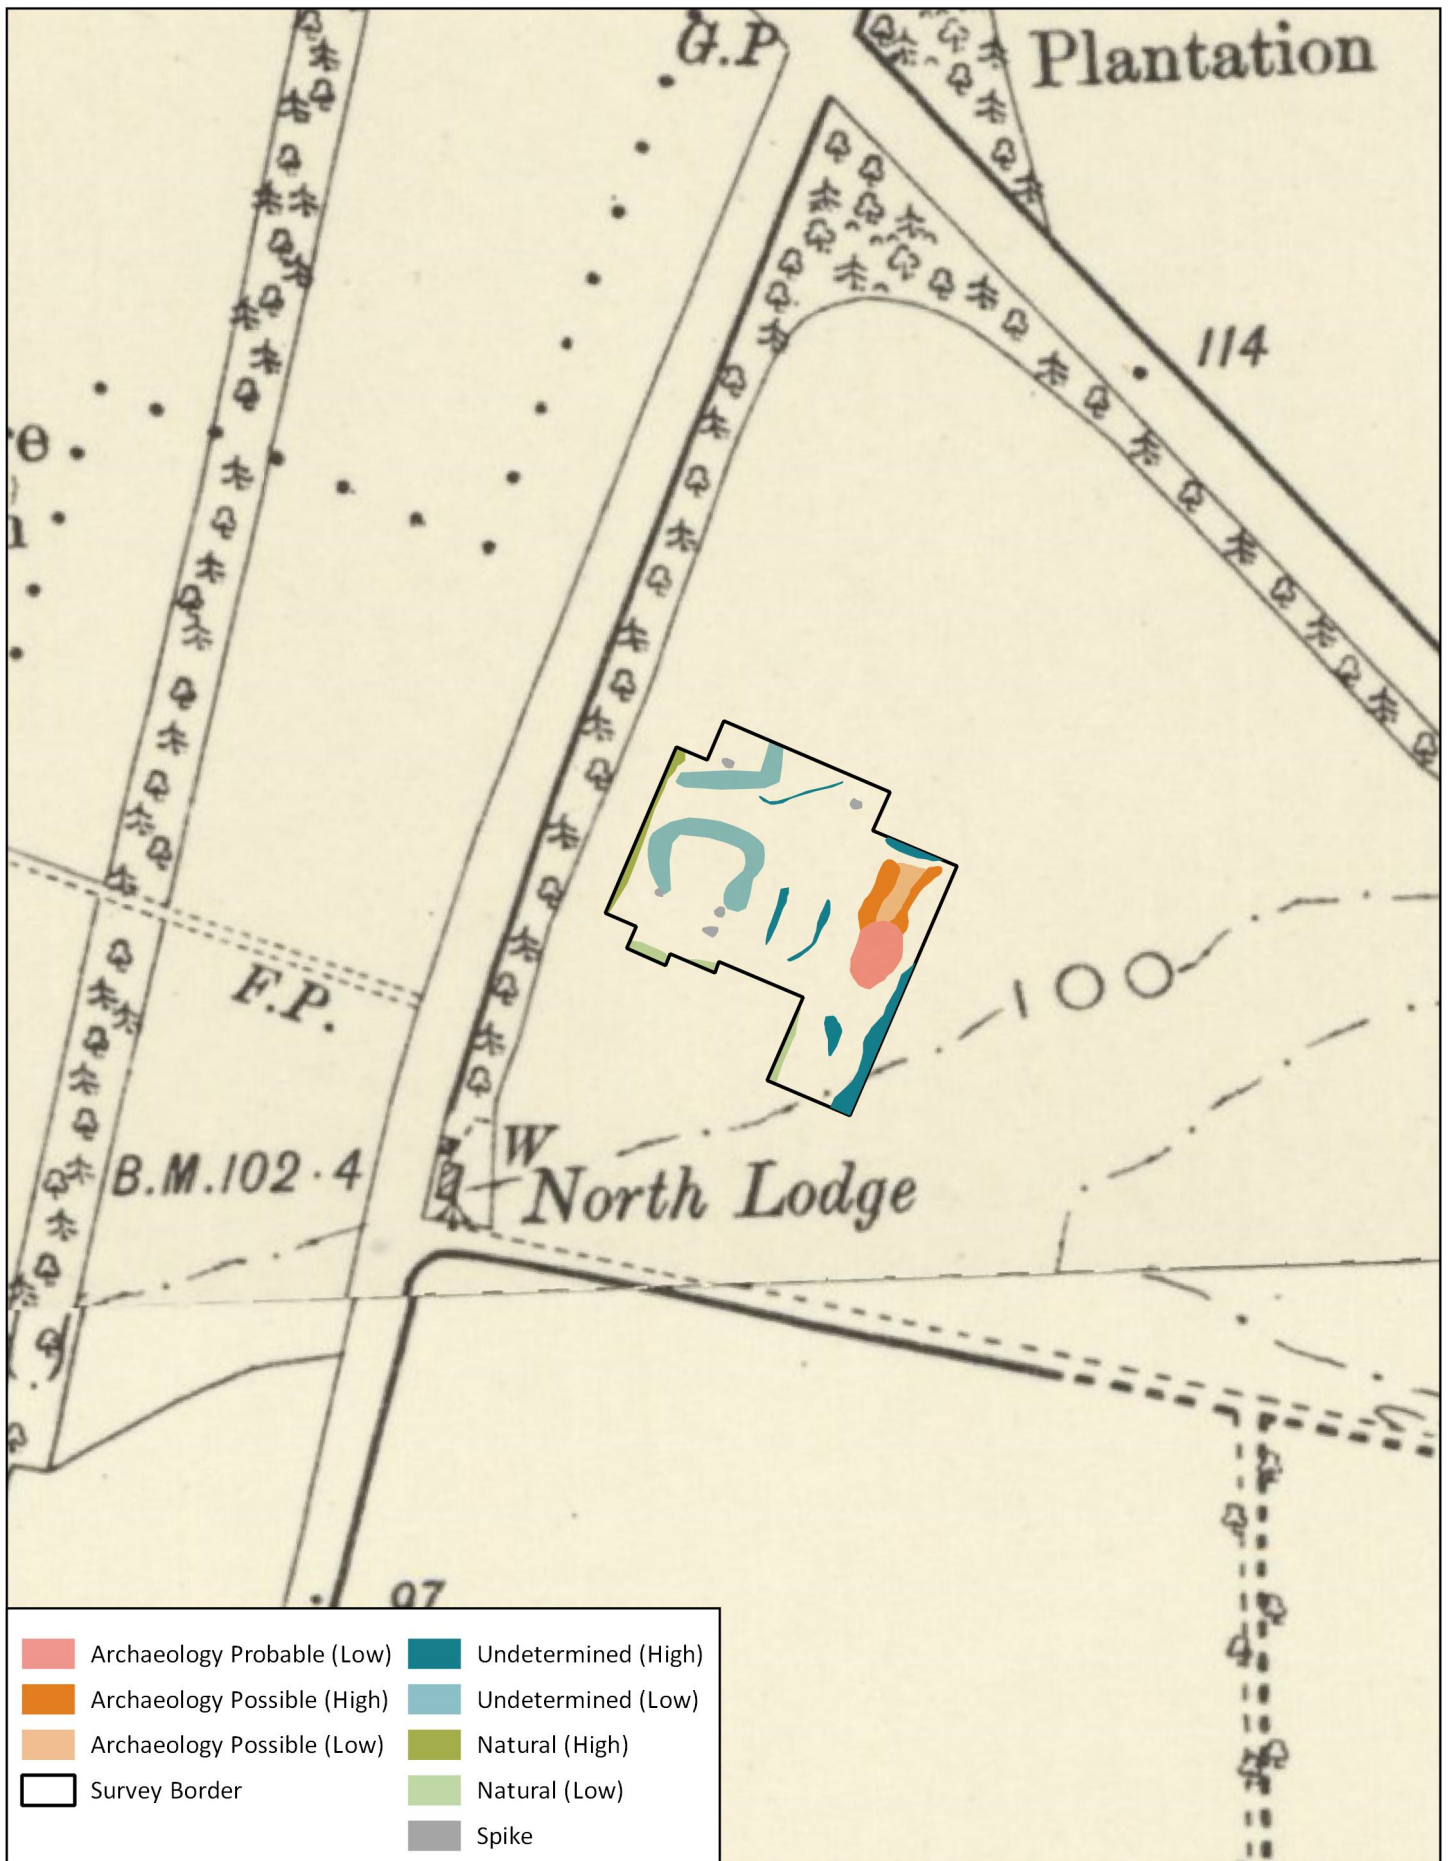 G.P
Plantation
114
F.P.
100
W
B.M.102.4
North Lodge
97
Archaeology Probable (Low)
Archaeology Possible (High)
Archaeology Possible (Low)
Survey Border
Undetermined (High)
Undetermined (Low)
Natural (High)
Natural (Low)
Spike